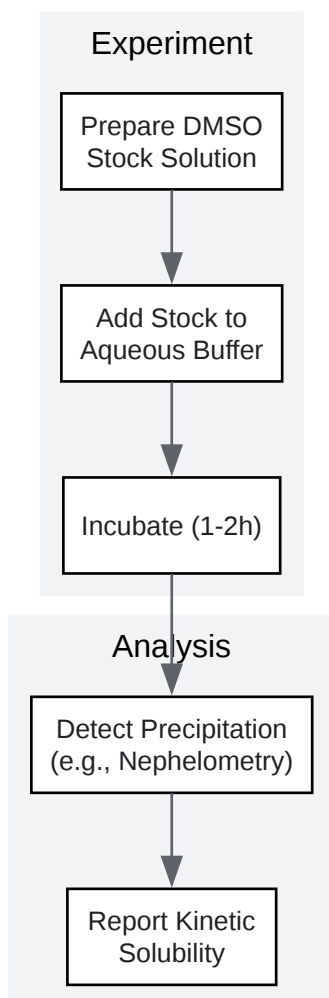 Experiment
Prepare DMSO
Stock Solution
Add Stock to
Aqueous Buffer
Incubate (1-2h)
Analysis
Detect Precipitation
(e.g., Nephelometry)
Report Kinetic
Solubility